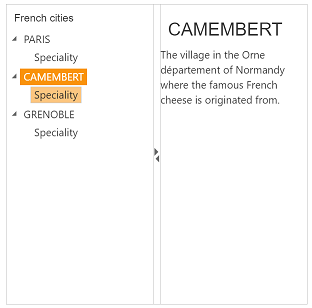 French cities
PARIS
Speciality
CAMEMBERT
Speciality
GRENOBLE
Speciality
CAMEMBERT
The village in the Orne
département of Normandy
where the famous French
cheese is originated from.